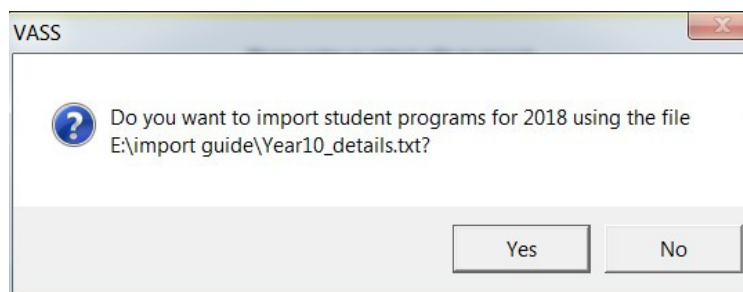 VASS
Do you want to import student programs for 2018 using the file
E:\import guide\Year10_details.txt?
Yes
No